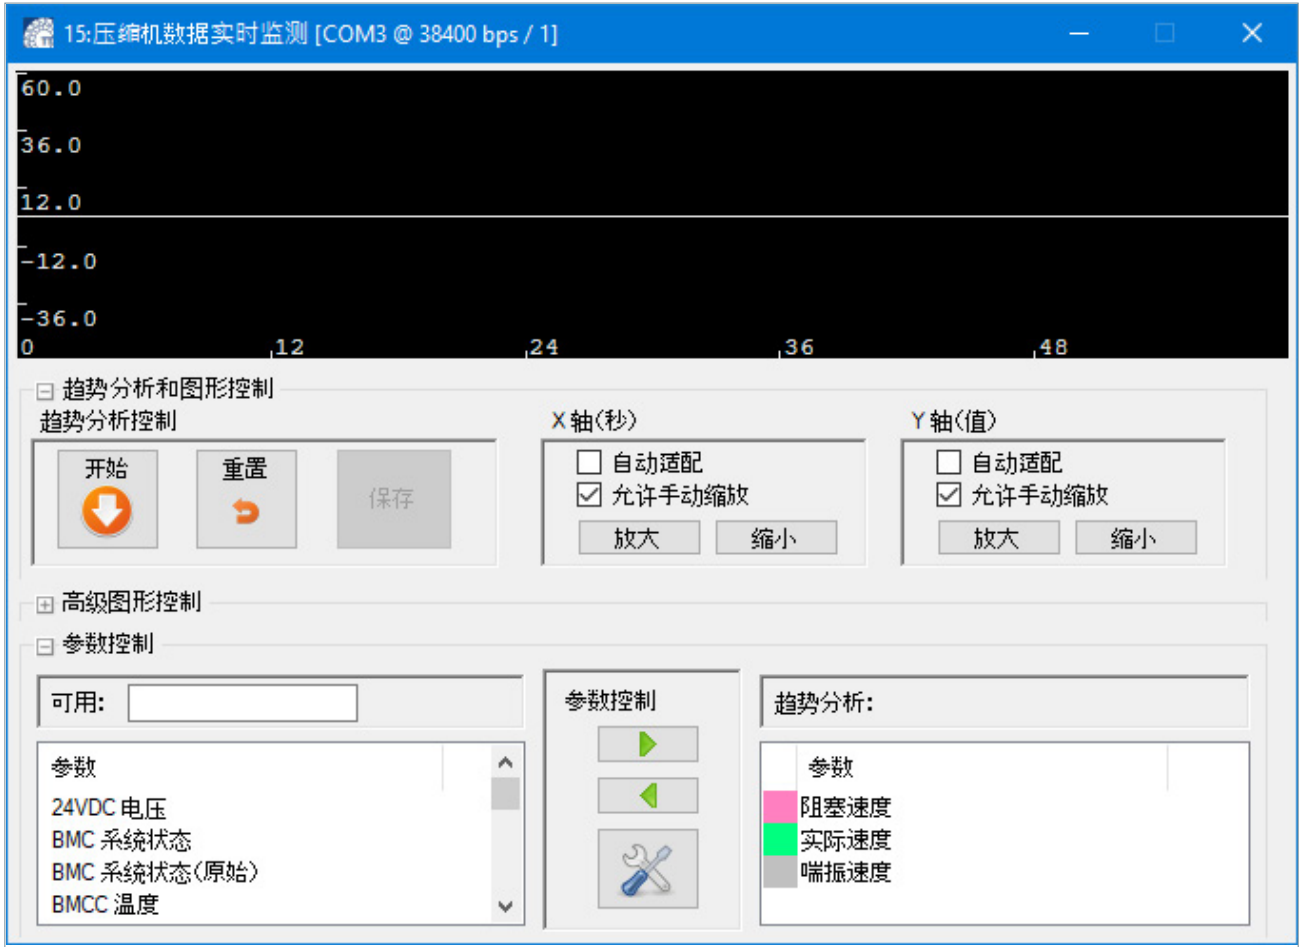 15:压缩机数据实时监测 [COM3 @ 38400 bps / 1]
60.0
36.0
12.0
-12.0
-36.0
0 12 24 36 48
趋势分析和图形控制
趋势分析控制 X 轴(秒) Y 轴(值)
开始 重置 保存
自动适配 自动适配
允许手动缩放 允许手动缩放
放大 缩小 放大 缩小
高级图形控制
参数控制
可用: 参数控制 趋势分析:
参数 参数
24VDC 电压 阻塞速度
BMC 系统状态 实际速度
BMC 系统状态(原始) 喘振速度
BMCC 温度